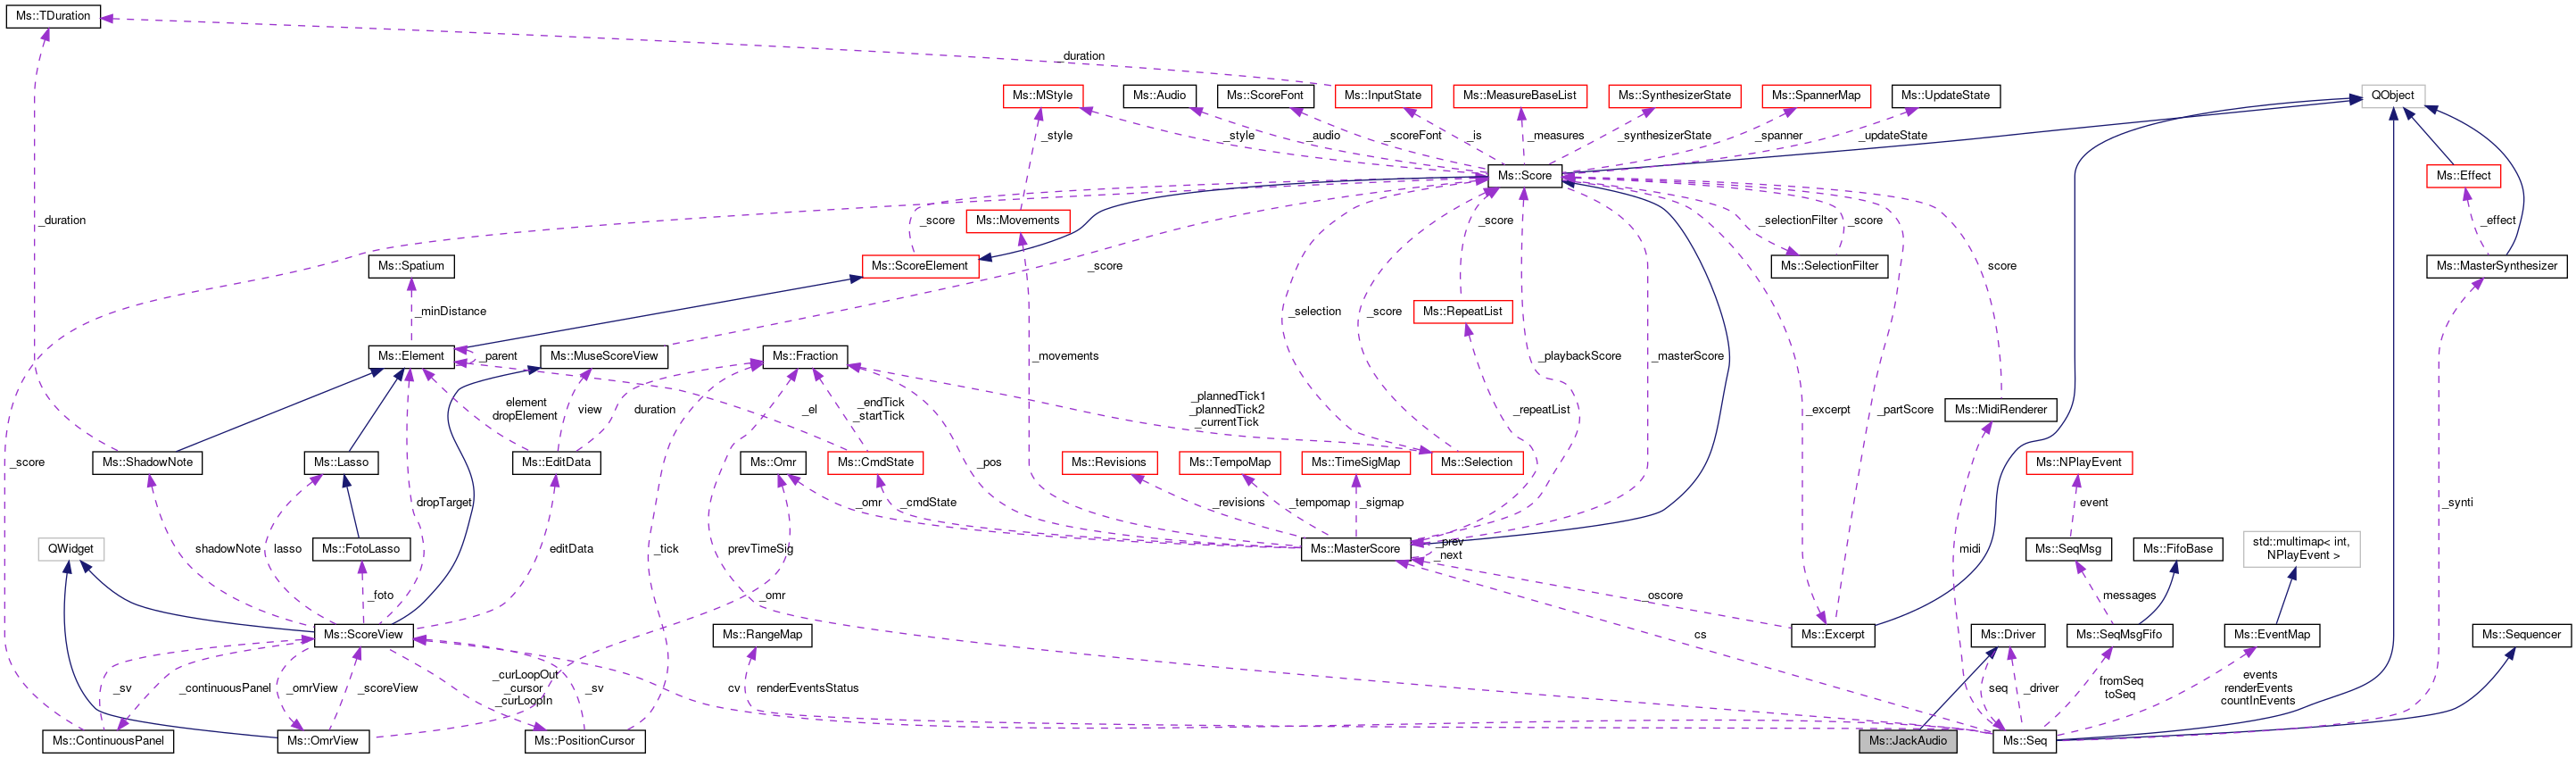 Ms::TDuration
_duration
Ms::MStyle
Ms::Audio
Ms::ScoreFont
Ms::InputState
Ms::MeasureBaseList
Ms::SynthesizerState
Ms::SpannerMap
Ms::UpdateState
QObject
_style
_style
_audio
_scoreFont
_is
_measures
_synthesizerState
_spanner
_updateState
Ms::Score
Ms::Effect
_duration
Ms::Movements
_score
_score
_selectionFilter
_score
_effect
Ms::Spatium
Ms::ScoreElement
_score
Ms::SelectionFilter
score
Ms::MasterSynthesizer
_minDistance
_selection
_score
Ms::RepeatList
Ms::Element
_parent
Ms::MuseScoreView
Ms::Fraction
_movements
_playbackScore
_masterScore
element
dropElement
view
duration
_el
_endTick
_startTick
_plannedTick1
_plannedTick2
_currentTick
_repeatList
_excerpt
_partScore
Ms::MidiRenderer
_score
Ms::ShadowNote
Ms::Lasso
Ms::EditData
Ms::Omr
Ms::CmdState
_pos
Ms::Revisions
Ms::TempoMap
Ms::TimeSigMap
Ms::Selection
Ms::NPlayEvent
dropTarget
_omr
_cmdState
_revisions
_tempomap
_sigmap
event
_synti
QWidget
shadowNote
lasso
Ms::FotoLasso
editData
_tick
prevTimeSig
Ms::MasterScore
_prev
_next
midi
Ms::SeqMsg
Ms::FifoBase
std::multimap< int,
NPlayEvent >
_foto
_omr
_oscore
messages
Ms::ScoreView
Ms::RangeMap
cs
Ms::Excerpt
Ms::Driver
Ms::SeqMsgFifo
Ms::EventMap
Ms::Sequencer
_sv
_continuousPanel
_omrView
_scoreView
_curLoopOut
_cursor
_curLoopIn
_sv
cv
renderEventsStatus
seq
_driver
fromSeq
toSeq
events
renderEvents
countInEvents
Ms::ContinuousPanel
Ms::OmrView
Ms::PositionCursor
Ms::JackAudio
Ms::Seq